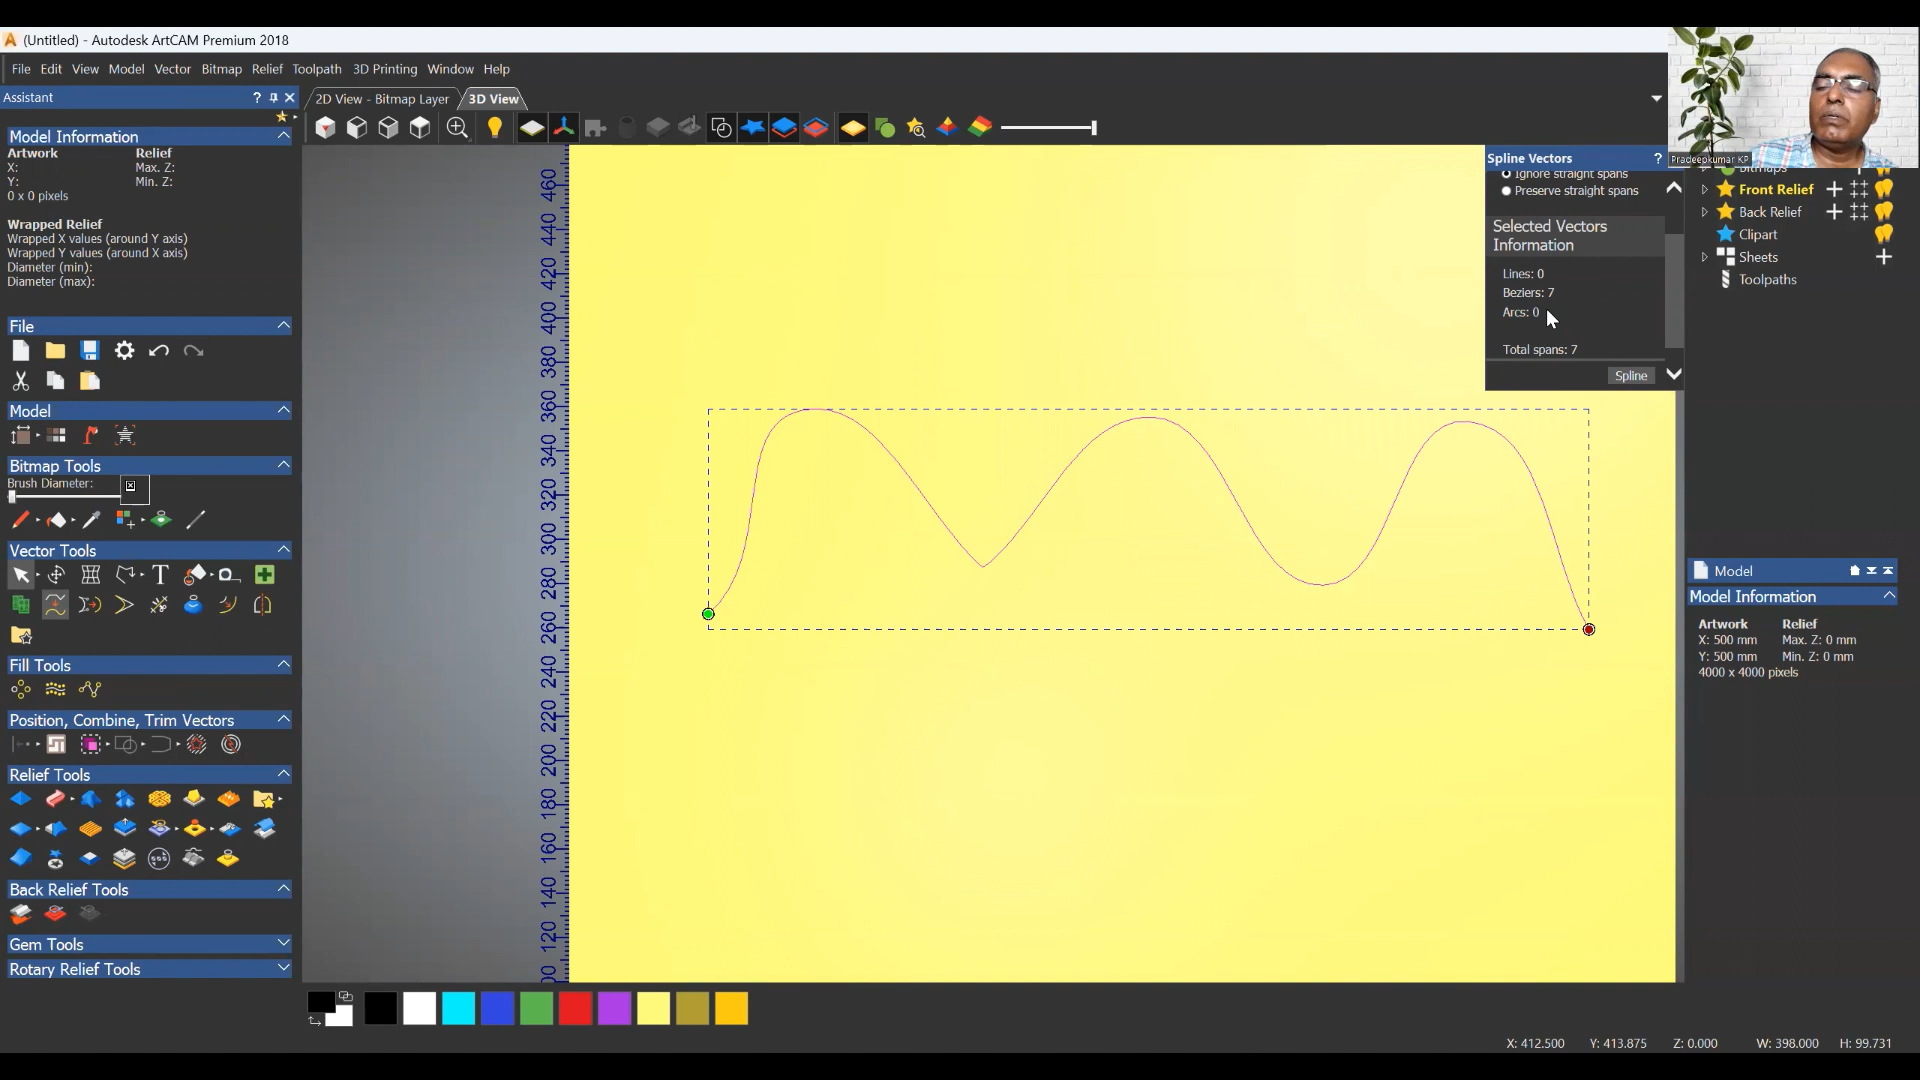 (Untitled) - Autodesk ArtCAM Premium 2018
File Edit View Model Vector Bitmap Relief Toolpath 3D Printing Window Help
Assistant ?
2D View - Bitmap Layer 3D View
Model Information
Artwork Relief
X: Max. Z:
Y: Min. Z:
0 x 0 pixels
Wrapped Relief
Wrapped X values (around Y axis)
Wrapped Y values (around X axis)
Diameter (min):
Diameter (max):
File
Model
Bitmap Tools
Brush Diameter:
Vector Tools
Fill Tools
Position, Combine, Trim Vectors
Relief Tools
Back Relief Tools
Gem Tools
Rotary Relief Tools
460
440
420
400
380
360
340
320
300
280
260
240
220
200
180
160
140
120
Spline Vectors ?
Ignore straight spans
Preserve straight spans
Selected Vectors
Information
Lines: 0
Beziers: 7
Arcs: 0
Total spans: 7
Spline
Pradeepkumar KP
Bitmaps
Front Relief
Back Relief
Clipart
Sheets
Toolpaths
Model
Model Information
Artwork Relief
X: 500 mm Max. Z: 0 mm
Y: 500 mm Min. Z: 0 mm
4000 x 4000 pixels
X: 412.500 Y: 413.875 Z: 0.000 W: 398.000 H: 99.731